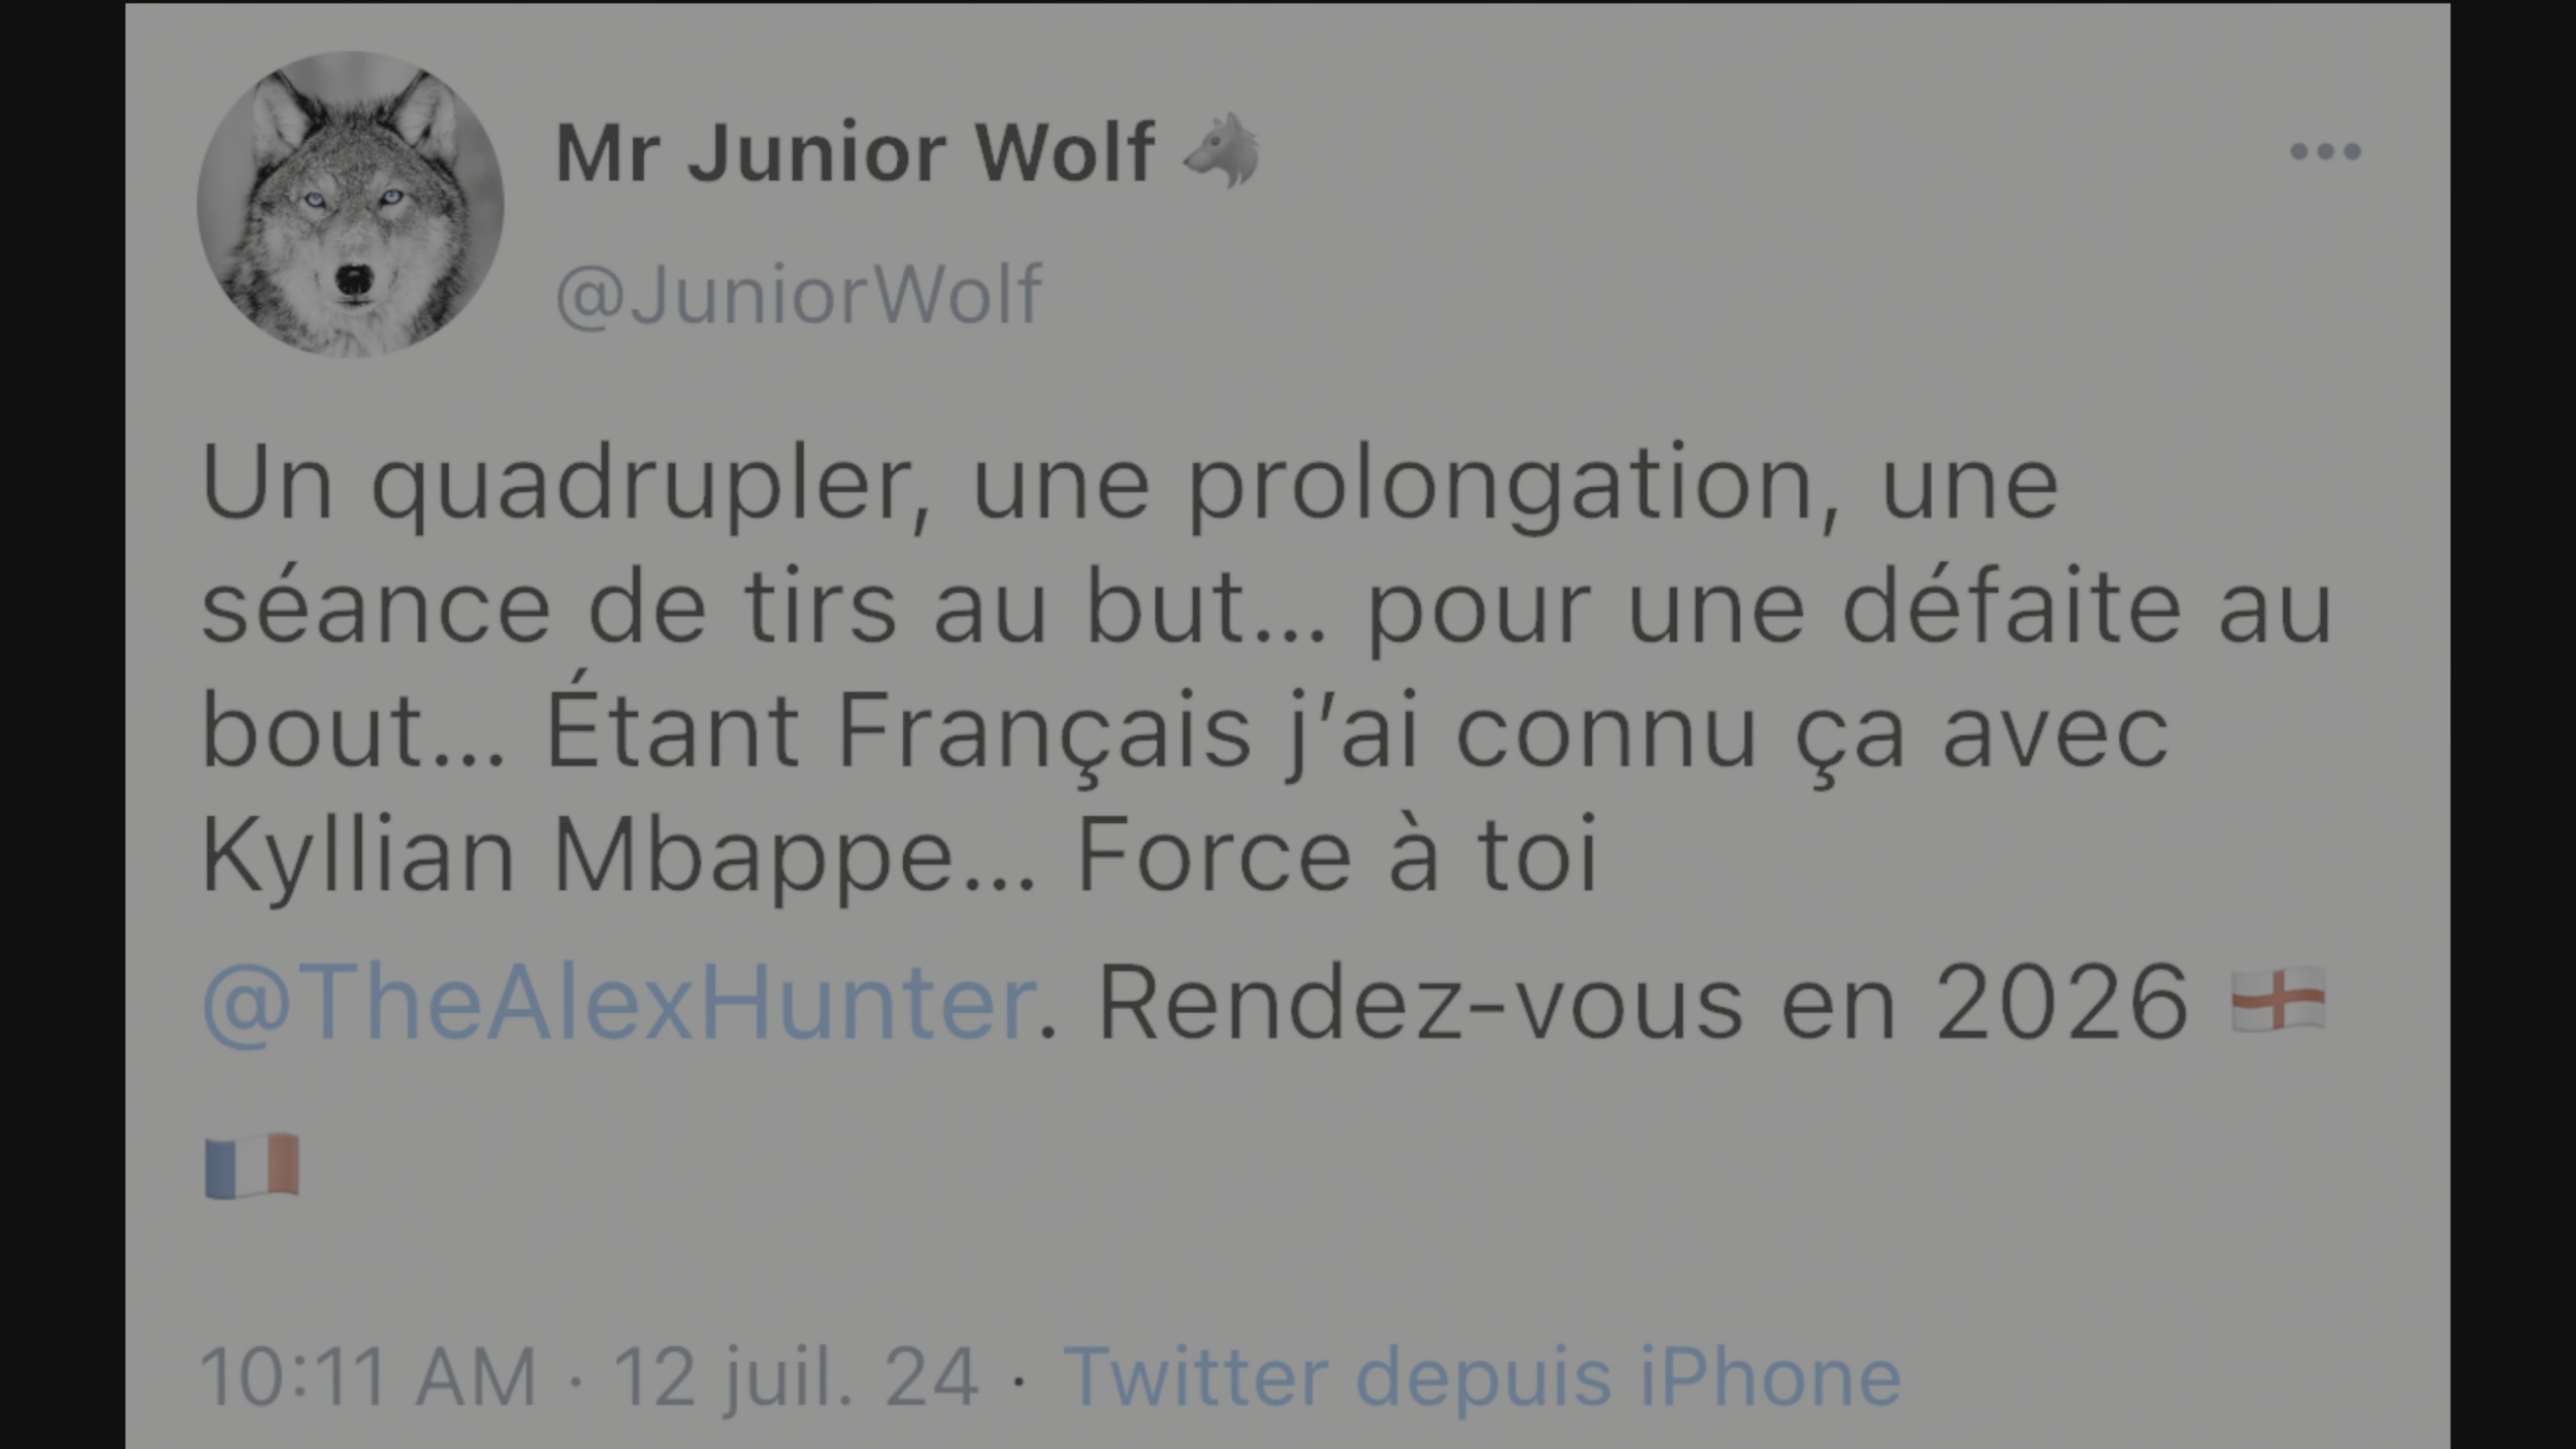 Mr Junior Wolf 🐺
@JuniorWolf
Un quadrupler, une prolongation, une
séance de tirs au but... pour une défaite au
bout... Étant Français j’ai connu ça avec
Kyllian Mbappe... Force à toi
@TheAlexHunter. Rendez-vous en 2026 🏴󠁧󠁢󠁥󠁮󠁧󠁿
🇫🇷
10:11 AM · 12 juil. 24 · Twitter depuis iPhone